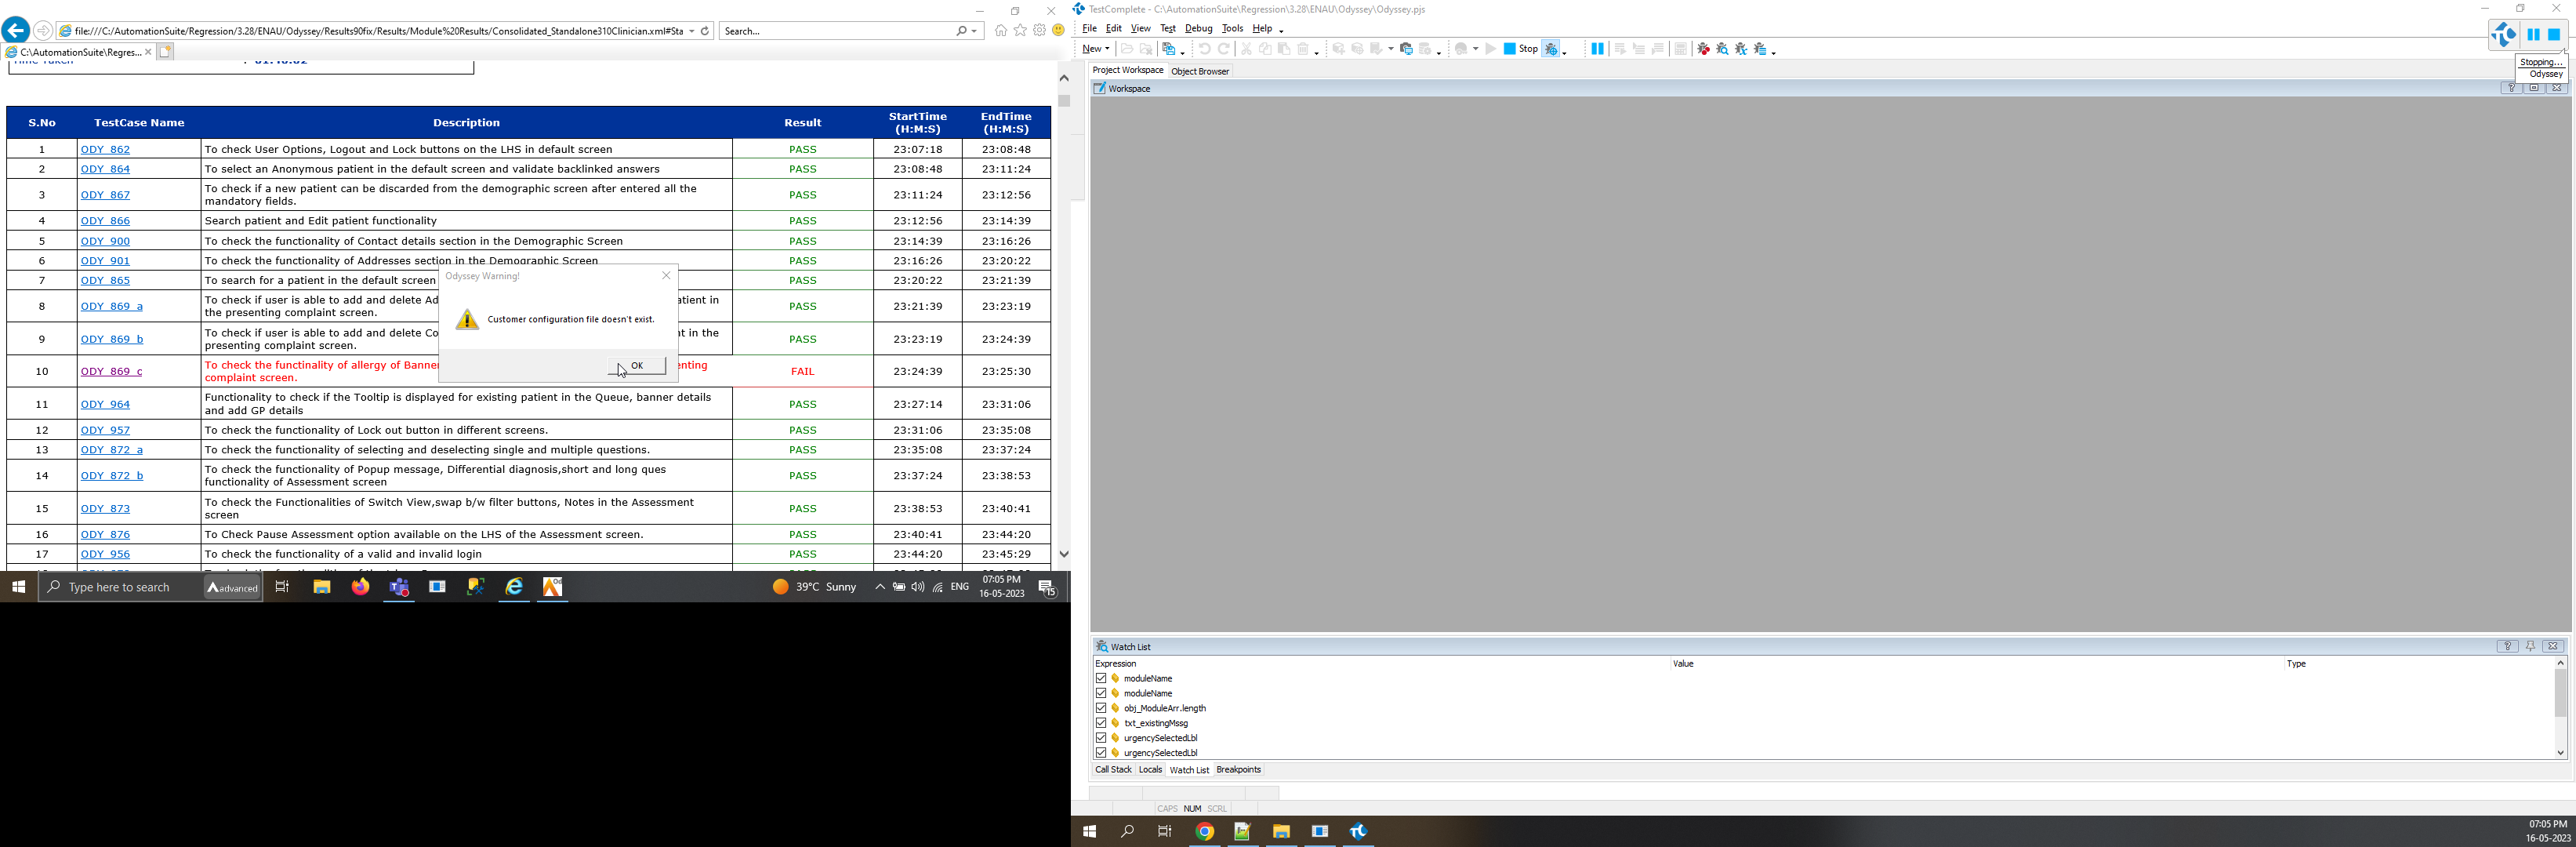 file:///C:/AutomationSuite/Regression/3.28/ENAU/Odyssey/Results90fix/Results/Module%20Results/Consolidated_Standalone310Clinician.xml#Sta
Search...
C:\AutomationSuite\Regres...
Time Taken
S.No TestCase Name Description Result StartTime (H:M:S) EndTime (H:M:S)
1 ODY_862 To check User Options, Logout and Lock buttons on the LHS in default screen PASS 23:07:18 23:08:48
2 ODY_864 To select an Anonymous patient in the default screen and validate backlinked answers PASS 23:08:48 23:11:24
3 ODY_867 To check if a new patient can be discarded from the demographic screen after entered all the
mandatory fields. PASS 23:11:24 23:12:56
4 ODY_866 Search patient and Edit patient functionality PASS 23:12:56 23:14:39
5 ODY_900 To check the functionality of Contact details section in the Demographic Screen PASS 23:14:39 23:16:26
6 ODY_901 To check the functionality of Addresses section in the Demographic Screen PASS 23:16:26 23:20:22
7 ODY_865 To search for a patient in the default screen PASS 23:20:22 23:21:39
8 ODY_869_a To check if user is able to add and delete Ad atient in
the presenting complaint screen. PASS 23:21:39 23:23:19
9 ODY_869_b To check if user is able to add and delete Co nt in the
presenting complaint screen. PASS 23:23:19 23:24:39
10 ODY_869_c To check the functinality of allergy of Banner enting
complaint screen. FAIL 23:24:39 23:25:30
11 ODY_964 Functionality to check if the Tooltip is displayed for existing patient in the Queue, banner details
and add GP details PASS 23:27:14 23:31:06
12 ODY_957 To check the functionality of Lock out button in different screens. PASS 23:31:06 23:35:08
13 ODY_872_a To check the functionality of selecting and deselecting single and multiple questions. PASS 23:35:08 23:37:24
14 ODY_872_b To check the functionality of Popup message, Differential diagnosis,short and long ques
functionality of Assessment screen PASS 23:37:24 23:38:53
15 ODY_873 To check the Functionalities of Switch View,swap b/w filter buttons, Notes in the Assessment
screen PASS 23:38:53 23:40:41
16 ODY_876 To Check Pause Assessment option available on the LHS of the Assessment screen. PASS 23:40:41 23:44:20
17 ODY_956 To check the functionality of a valid and invalid login PASS 23:44:20 23:45:29
Odyssey Warning!
Customer configuration file doesn't exist.
OK
Type here to search
advanced
39°C Sunny
ENG
07:05 PM
16-05-2023
15
TestComplete - C:\AutomationSuite\Regression\3.28\ENAU\Odyssey\Odyssey.pjs
File Edit View Test Debug Tools Help
New
Stop
Stopping...
Odyssey
Project Workspace Object Browser
Workspace
Watch List
Expression Value Type
moduleName
moduleName
obj_ModuleArr.length
txt_existingMssg
urgencySelectedLbl
urgencySelectedLbl
Call Stack Locals Watch List Breakpoints
CAPS NUM SCRL
07:05 PM
16-05-2023